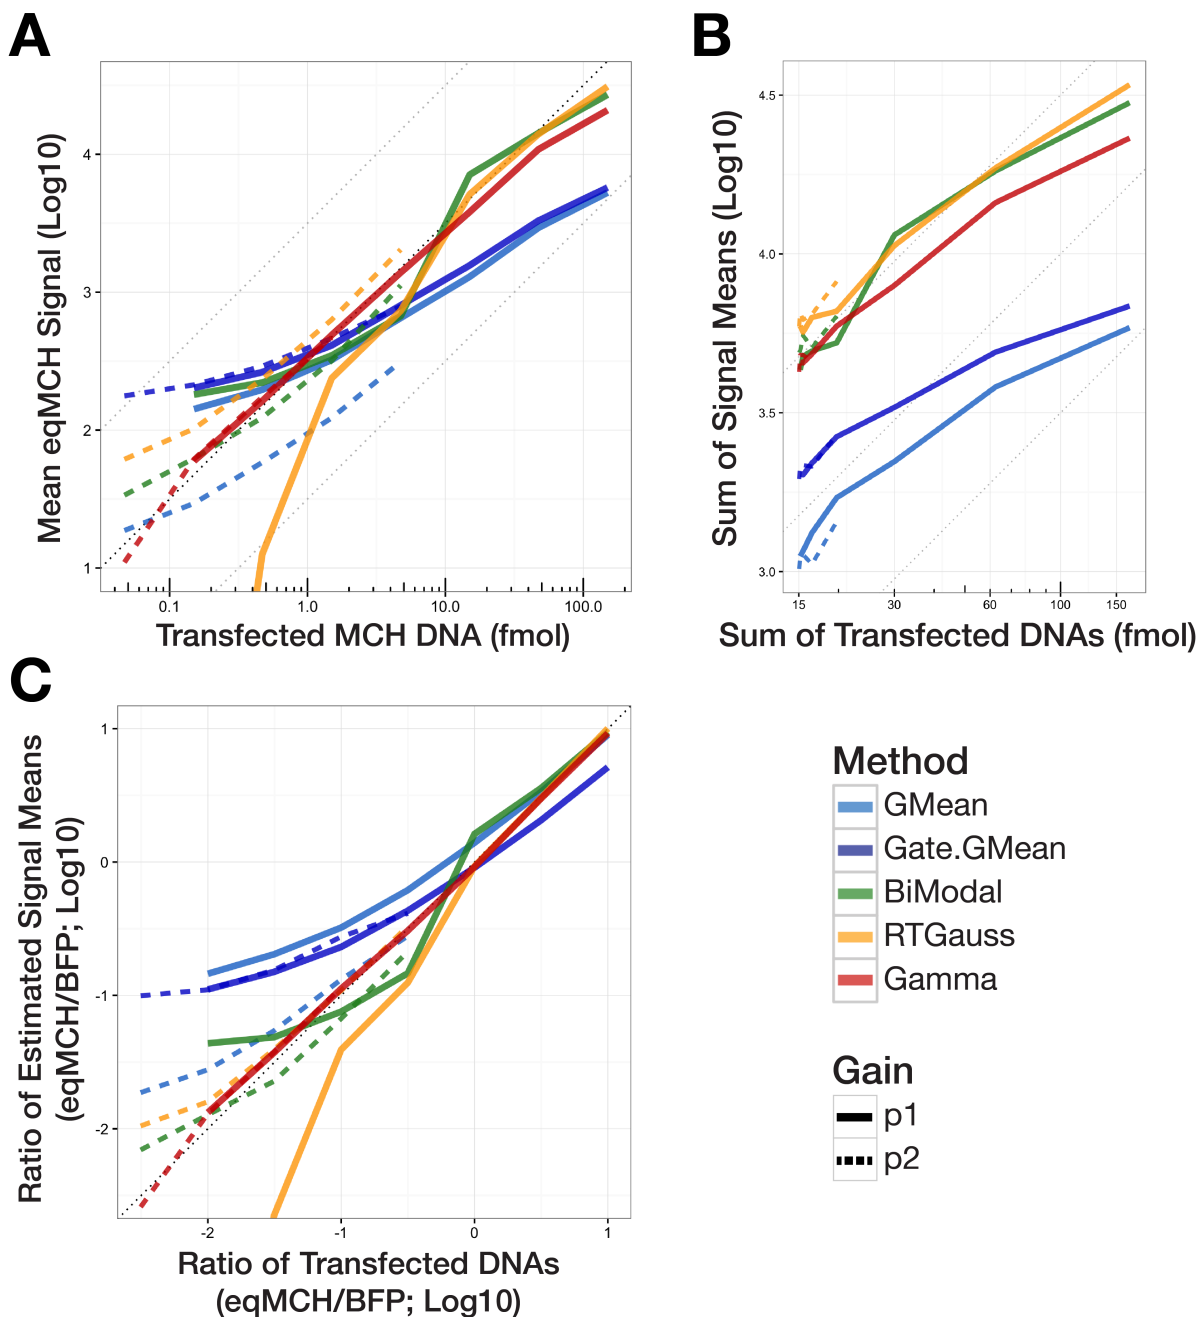 A
Mean eqMCH Signal (Log10)
4
3
2
1
0.1
1.0
10.0
100.0
Transfected MCH DNA (fmol)
B
Sum of Signal Means (Log10)
4.5
4.0
3.5
3.0
15
30
60
100
150
Sum of Transfected DNAs (fmol)
C
Ratio of Estimated Signal Means
(eqMCH/BFP; Log10)
1
0
-1
-2
-2
-1
0
1
Ratio of Transfected DNAs
(eqMCH/BFP; Log10)
Method
GMean
Gate.GMean
BiModal
RTGauss
Gamma
Gain
p1
p2